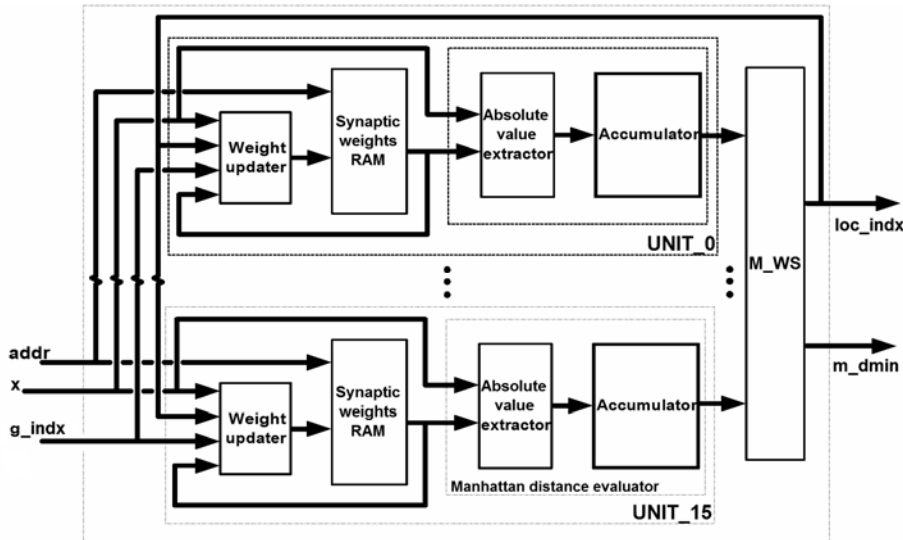 Synaptic
weights
RAM
Weight
updater
Absolute
value
extractor
Accumulator
UNIT_0
M_WS
loc_indx
m_dmin
addr
x
g_indx
Synaptic
weights
RAM
Weight
updater
Absolute
value
extractor
Accumulator
Manhattan distance evaluator
UNIT_15